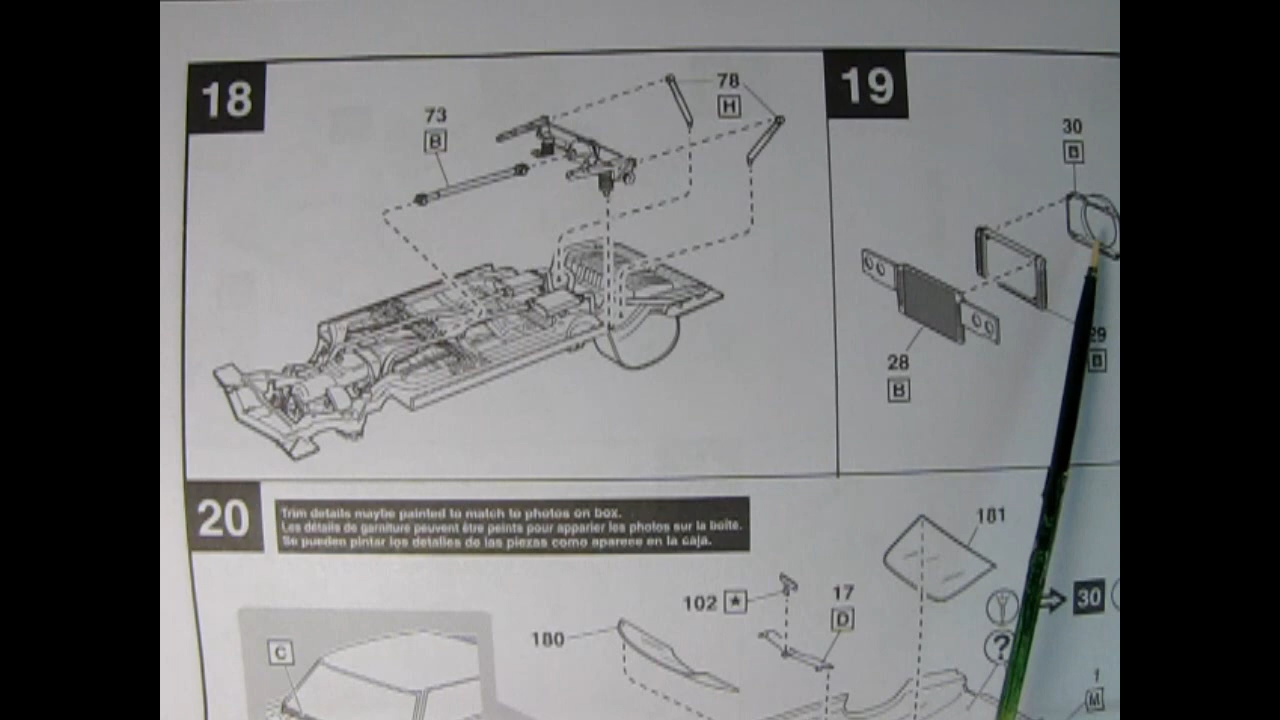 18
73
B
78
H
19
30
B
29
B
28
B
20
Trim details maybe painted to match to photos on box.
Les détails de garniture peuvent être peints pour apparier les photos sur la boîte.
Se pueden pintar los detalles de las piezas como aparece en la caja.
181
102 ★
17
D
180
C
30
?
1
M